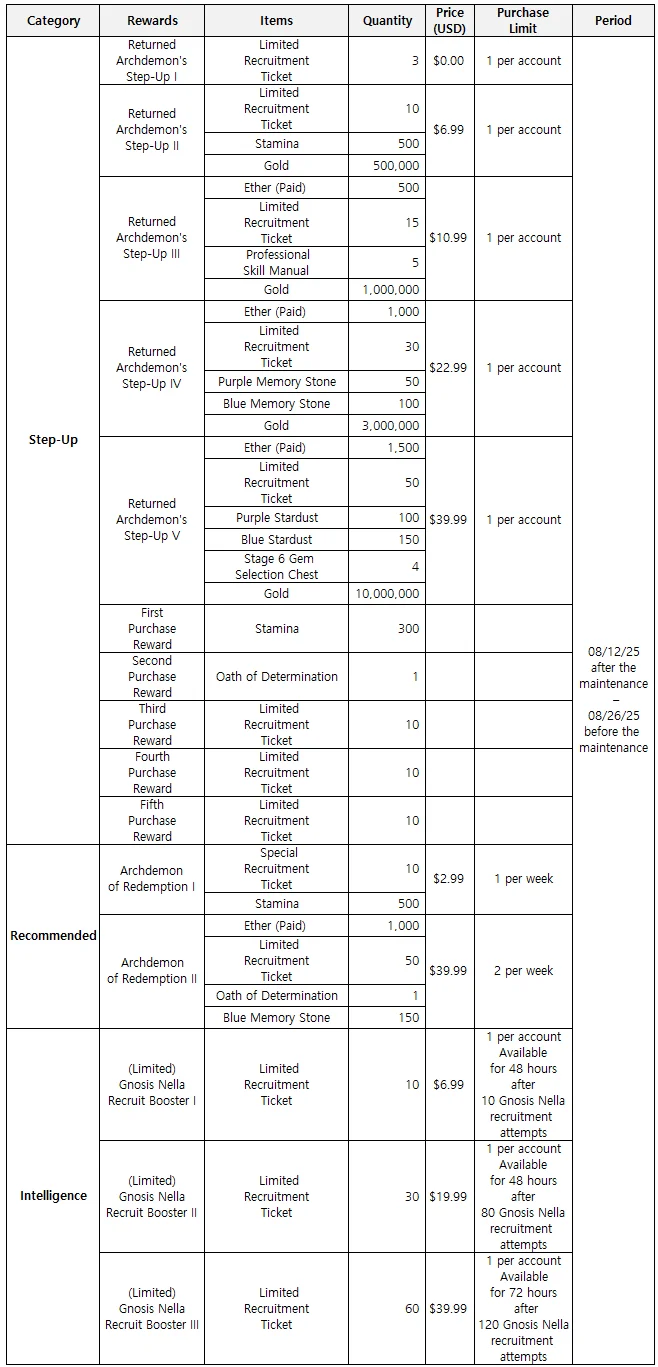 Category
Rewards
Items
Quantity
Price
(USD)
Purchase
Limit
Period
Step-Up
Returned
Archdemon's
Step-Up I
Limited
Recruitment
Ticket
3
$0.00
1 per account
Returned
Archdemon's
Step-Up II
Limited
Recruitment
Ticket
10
Stamina
500
Gold
500,000
$6.99
1 per account
Returned
Archdemon's
Step-Up III
Ether (Paid)
500
Limited
Recruitment
Ticket
15
Professional
Skill Manual
5
Gold
1,000,000
$10.99
1 per account
Returned
Archdemon's
Step-Up IV
Ether (Paid)
1,000
Limited
Recruitment
Ticket
30
Purple Memory Stone
50
Blue Memory Stone
100
Gold
3,000,000
$22.99
1 per account
Returned
Archdemon's
Step-Up V
Ether (Paid)
1,500
Limited
Recruitment
Ticket
50
Purple Stardust
100
Blue Stardust
150
Stage 6 Gem
Selection Chest
4
Gold
10,000,000
$39.99
1 per account
First
Purchase
Reward
Stamina
300
Second
Purchase
Reward
Oath of Determination
1
Third
Purchase
Reward
Limited
Recruitment
Ticket
10
Fourth
Purchase
Reward
Limited
Recruitment
Ticket
10
Fifth
Purchase
Reward
Limited
Recruitment
Ticket
10
08/12/25
after the
maintenance
–
08/26/25
before the
maintenance
Recommended
Archdemon
of Redemption I
Special
Recruitment
Ticket
10
Stamina
500
$2.99
1 per week
Archdemon
of Redemption II
Ether (Paid)
1,000
Limited
Recruitment
Ticket
50
Oath of Determination
1
Blue Memory Stone
150
$39.99
2 per week
Intelligence
(Limited)
Gnosis Nella
Recruit Booster I
Limited
Recruitment
Ticket
10
$6.99
1 per account
Available
for 48 hours
after
10 Gnosis Nella
recruitment
attempts
(Limited)
Gnosis Nella
Recruit Booster II
Limited
Recruitment
Ticket
30
$19.99
1 per account
Available
for 48 hours
after
80 Gnosis Nella
recruitment
attempts
(Limited)
Gnosis Nella
Recruit Booster III
Limited
Recruitment
Ticket
60
$39.99
1 per account
Available
for 72 hours
after
120 Gnosis Nella
recruitment
attempts